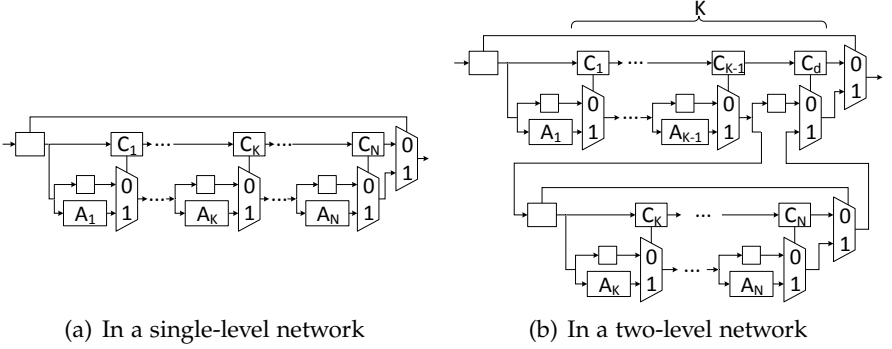 K
C1 ... CK-1 Cd 0
1
0 ... 0 0
A1 1 AK-1 1 1
C1 ... CK ... CN 0
1
0 ... 0 ... 0
A1 1 AK 1 AN 1
CK ... CN 0
1
0 ... 0
AK 1 AN 1
(a) In a single-level network
(b) In a two-level network